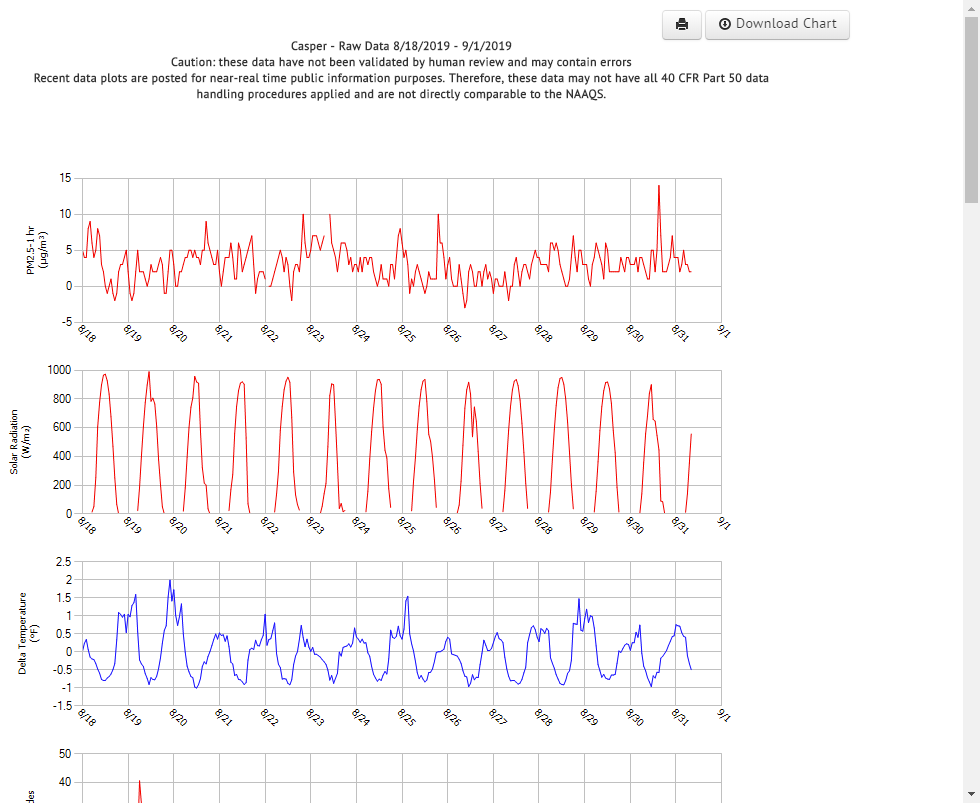 Download Chart
Casper - Raw Data 8/18/2019 - 9/1/2019
Caution: these data have not been validated by human review and may contain errors
Recent data plots are posted for near-real time public information purposes. Therefore, these data may not have all 40 CFR Part 50 data
handling procedures applied and are not directly comparable to the NAAQS.
PM2.5-1 hr
(µg/m³)
15
10
5
0
-5
8/18 8/19 8/20 8/21 8/22 8/23 8/24 8/25 8/26 8/27 8/28 8/29 8/30 8/31 9/1
Solar Radiation
(W/m²)
1000
800
600
400
200
0
8/18 8/19 8/20 8/21 8/22 8/23 8/24 8/25 8/26 8/27 8/28 8/29 8/30 8/31 9/1
Delta Temperature
(°F)
2.5
2
1.5
1
0.5
0
-0.5
-1
-1.5
8/18 8/19 8/20 8/21 8/22 8/23 8/24 8/25 8/26 8/27 8/28 8/29 8/30 8/31 9/1
50
40